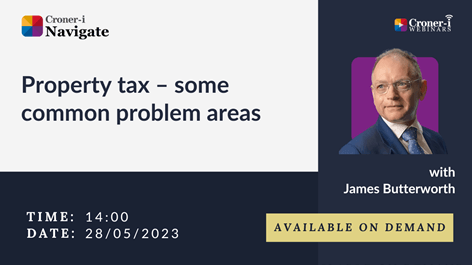 Croner-i
Navigate
Croner-i
WEBINARS
Property tax – some
common problem areas
with
James Butterworth
TIME: 14:00
DATE: 28/05/2023
AVAILABLE ON DEMAND